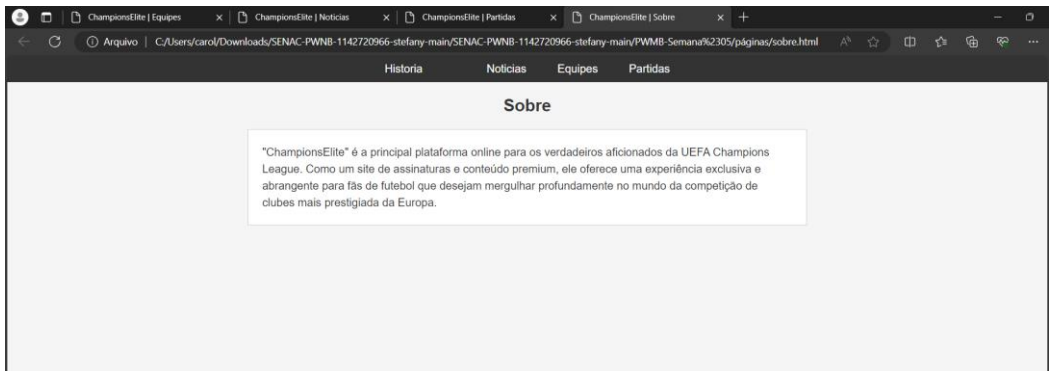 ChampionsElite | Equipes
ChampionsElite | Noticias
ChampionsElite | Partidas
ChampionsElite | Sobre
Arquivo | C:/Users/carol/Downloads/SENAC-PWNB-1142720966-stefany-main/SENAC-PWNB-1142720966-stefany-main/PWMB-Semana%2305/páginas/sobre.html
Historia Noticias Equipes Partidas
Sobre
"ChampionsElite" é a principal plataforma online para os verdadeiros aficionados da UEFA Champions
League. Como um site de assinaturas e conteúdo premium, ele oferece uma experiência exclusiva e
abrangente para fãs de futebol que desejam mergulhar profundamente no mundo da competição de
clubes mais prestigiada da Europa.